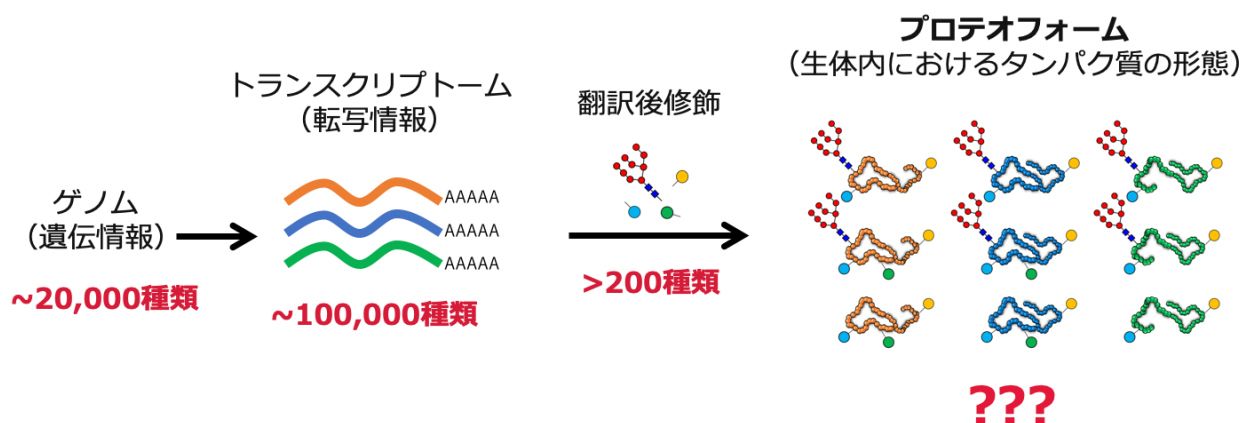 ゲノム
(遺伝情報)
~20,000種類
トランスクリプトーム
(転写情報)
AAAAA
AAAAA
AAAAA
~100,000種類
翻訳後修飾
>200種類
プロテオフォーム
(生体内におけるタンパク質の形態)
???